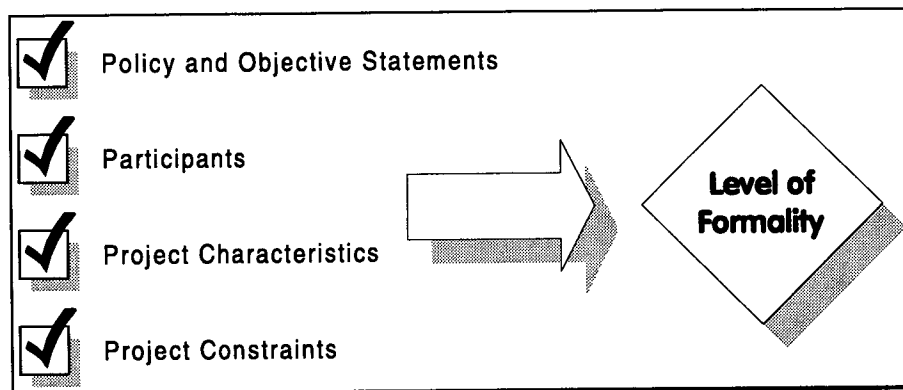 Policy and Objective Statements
Participants
Project Characteristics
Project Constraints
Level of
Formality